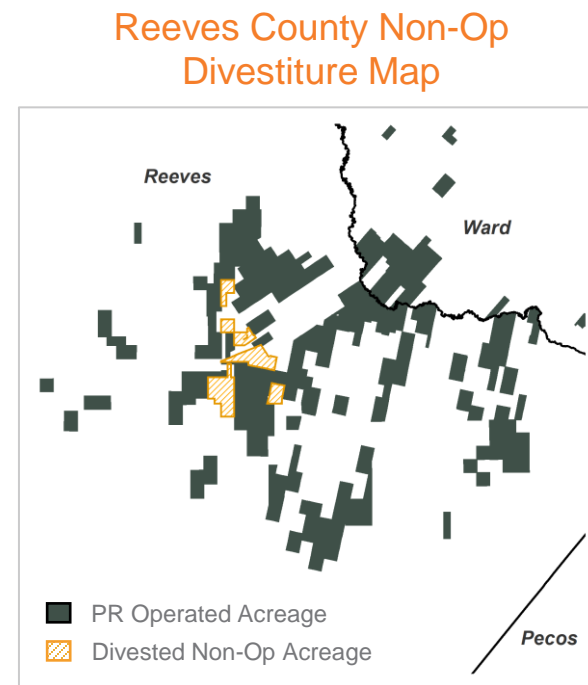 Reeves County Non-Op
Divestiture Map
Reeves
Ward
PR Operated Acreage
Divested Non-Op Acreage
Pecos